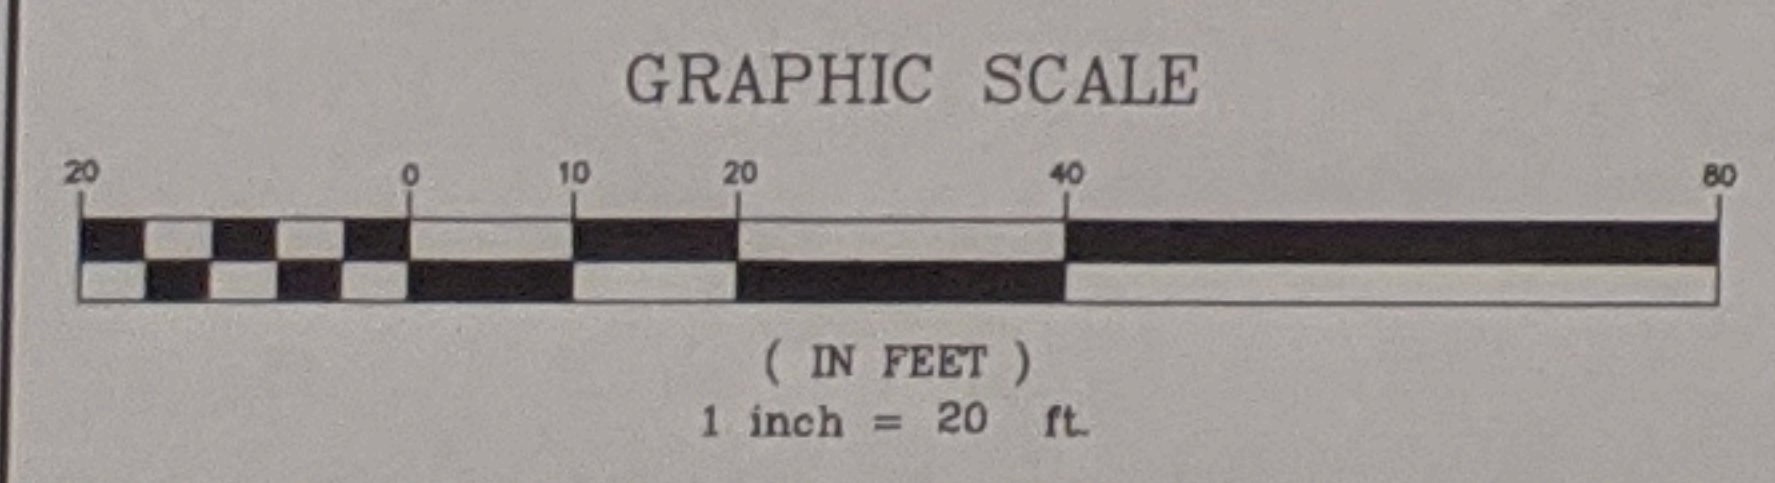 GRAPHIC SCALE
20 0 10 20 40 80
( IN FEET )
1 inch = 20 ft.